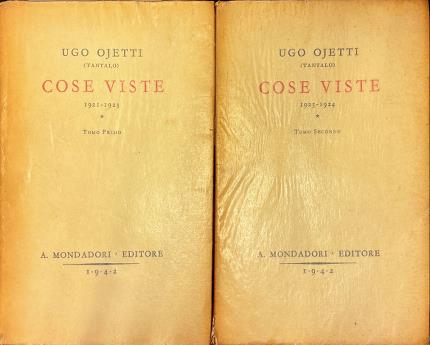 UGO OJETTI
(TANTALO)
COSE VISTE
1921-1923
*
TOMO PRIMO
A. MONDADORI · EDITORE
1·9·4·2
UGO OJETTI
(TANTALO)
COSE VISTE
1923-1924
*
TOMO SECONDO
A. MONDADORI · EDITORE
1·9·4·2